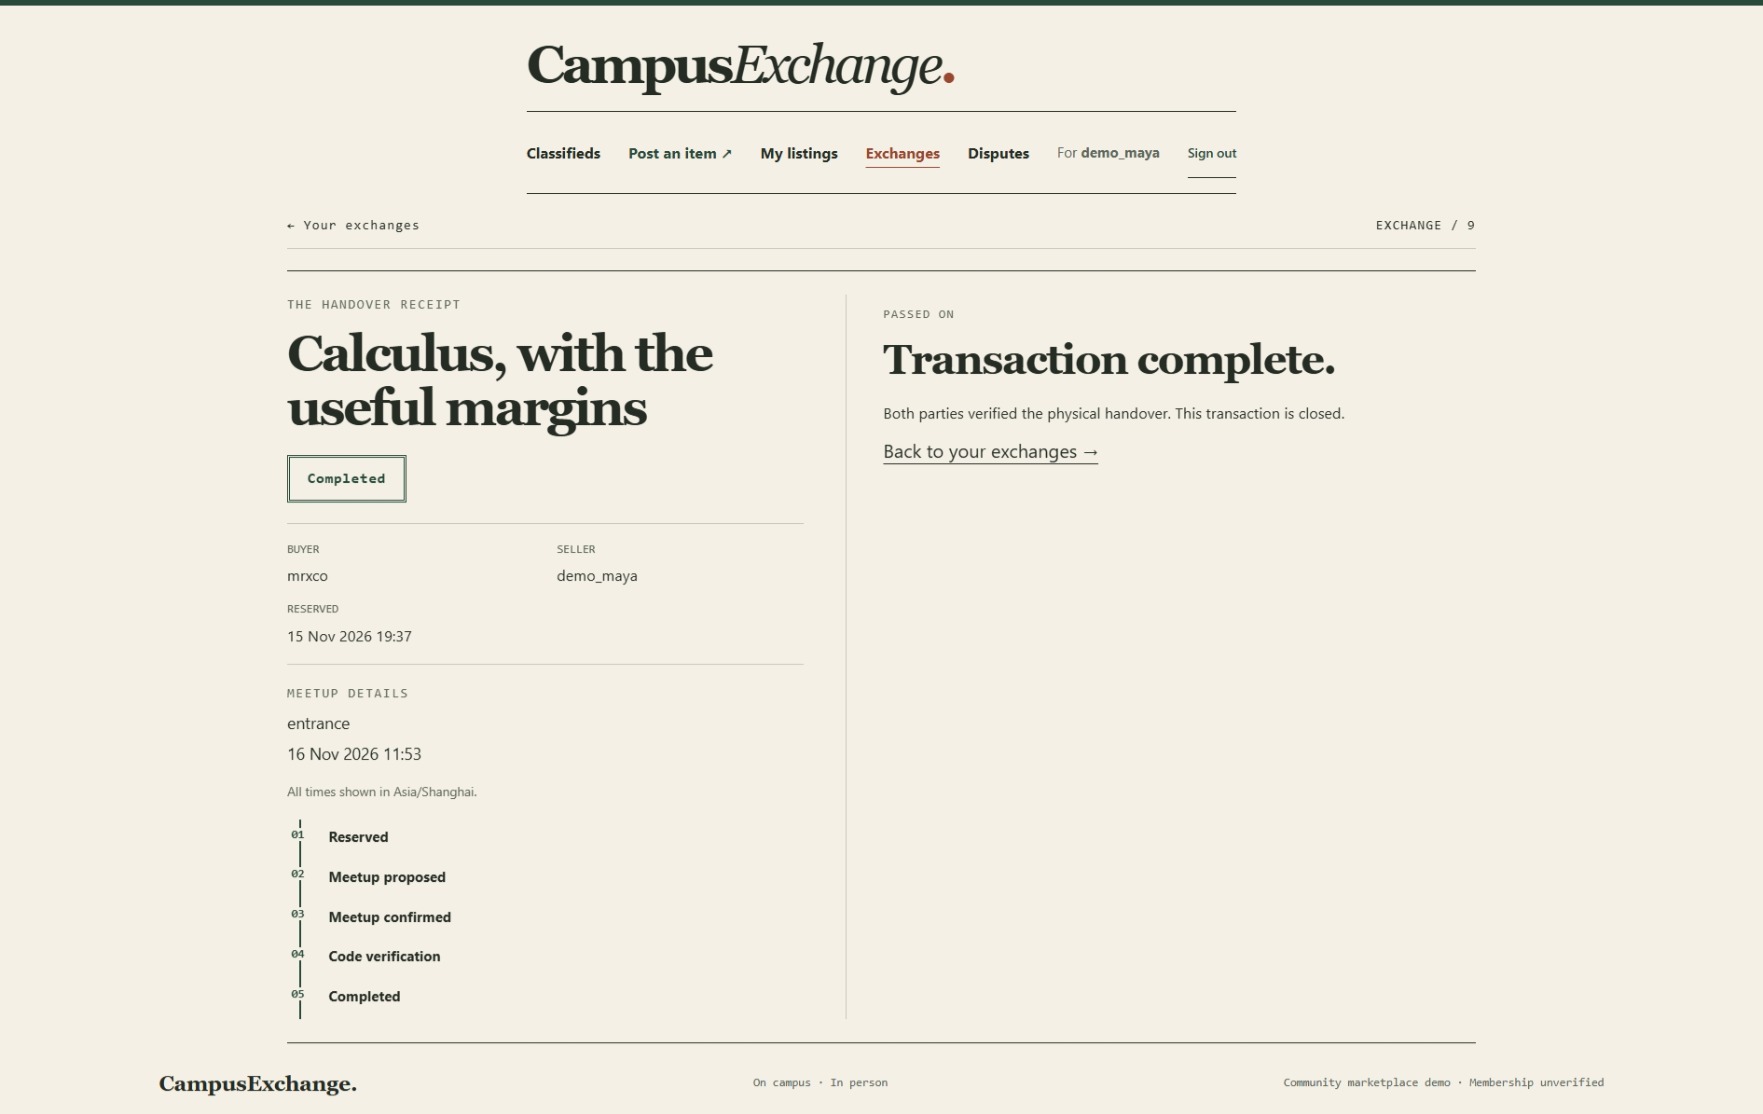 CampusExchange.
Classifieds Post an item ↗ My listings Exchanges Disputes For demo_maya Sign out
← Your exchanges EXCHANGE / 9
THE HANDOVER RECEIPT
Calculus, with the
useful margins
Completed
BUYER SELLER
mrxco demo_maya
RESERVED
15 Nov 2026 19:37
MEETUP DETAILS
entrance
16 Nov 2026 11:53
All times shown in Asia/Shanghai.
01 Reserved
02 Meetup proposed
03 Meetup confirmed
04 Code verification
05 Completed
PASSED ON
Transaction complete.
Both parties verified the physical handover. This transaction is closed.
Back to your exchanges →
CampusExchange. On campus · In person Community marketplace demo · Membership unverified